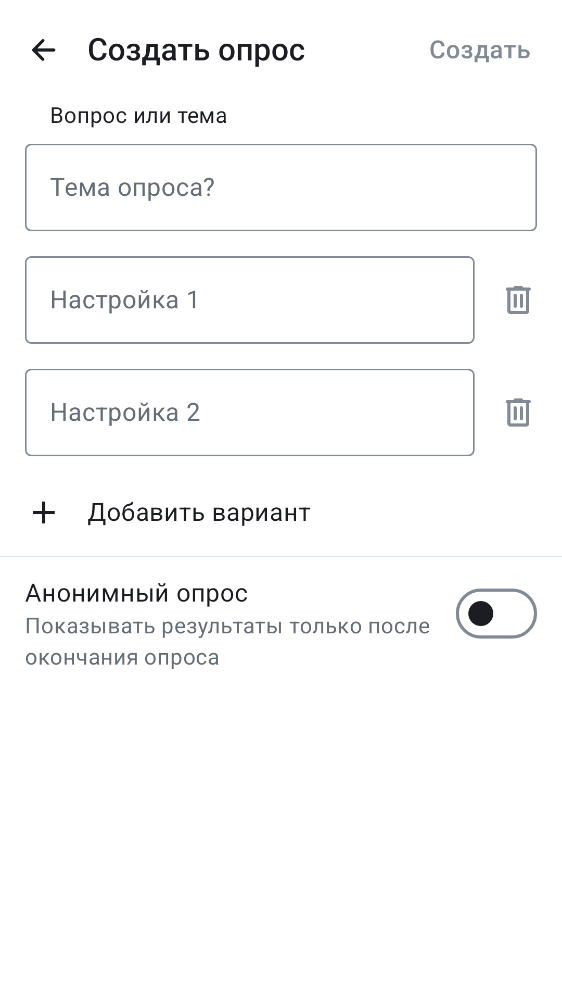 Создать опрос
Создать
Вопрос или тема
Тема опроса?
Настройка 1
Настройка 2
Добавить вариант
Анонимный опрос
Показывать результаты только после
окончания опроса